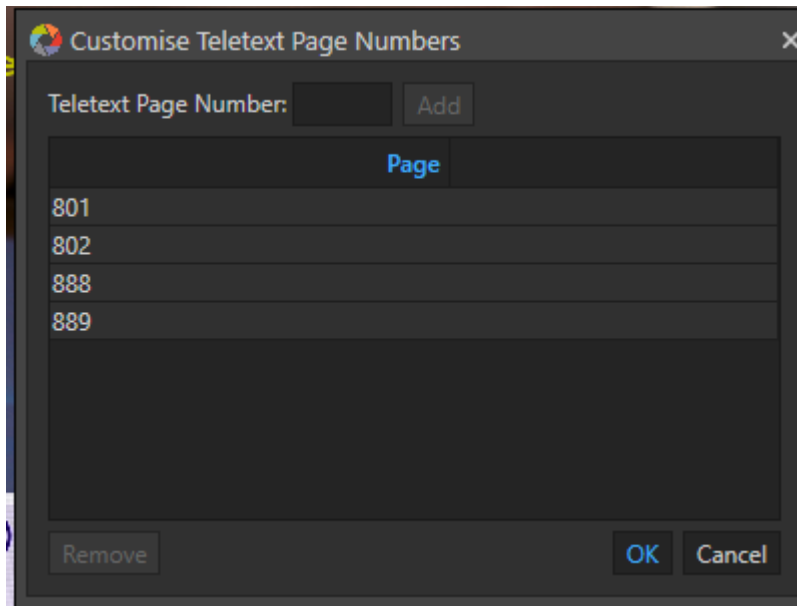 Customise Teletext Page Numbers
Teletext Page Number: Add
Page
801
802
888
889
Remove OK Cancel